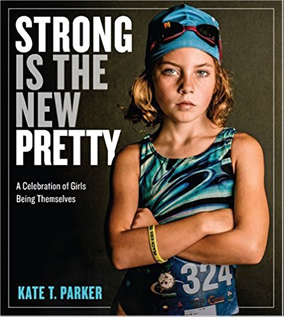 STRONG
IS THE
NEW
PRETTY
A Celebration of Girls
Being Themselves
KATE T. PARKER
324